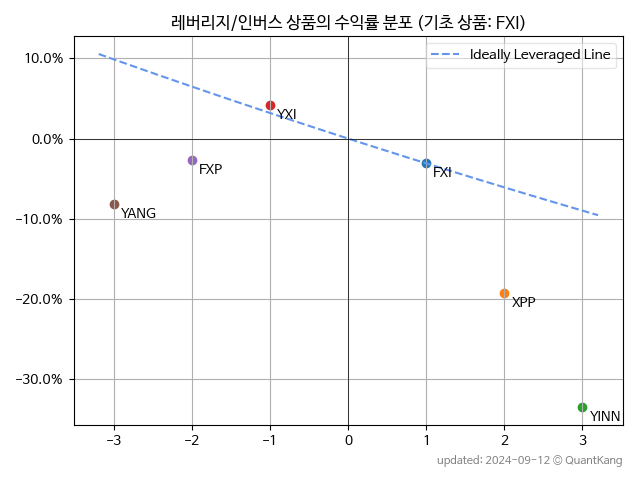 레버리지/인버스 상품의 수익률 분포 (기초 상품: FXI)
10.0%
Ideally Leveraged Line
YXI
0.0%
FXP
FXI
YANG
−10.0%
−20.0%
XPP
−30.0%
YINN
−3
−2
−1
0
1
2
3
updated: 2024-09-12 © QuantKang